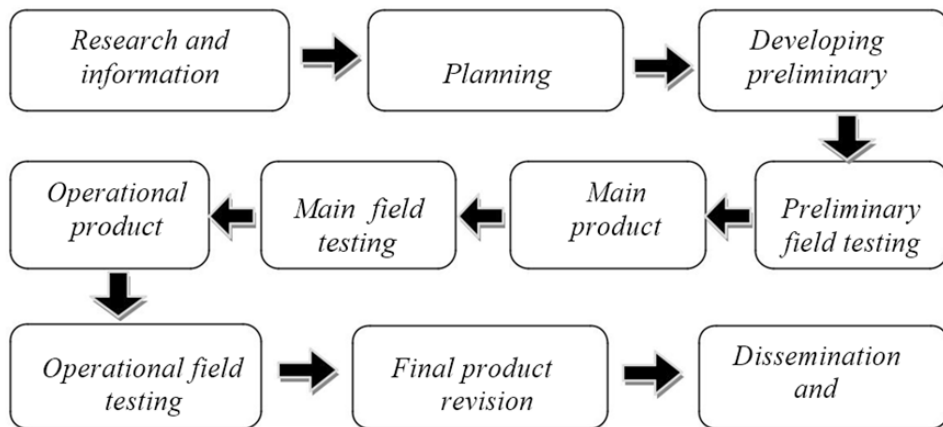 Research and
information
Planning
Developing
preliminary
Preliminary
field testing
Main
product
Main field
testing
Operational
product
Operational field
testing
Final product
revision
Dissemination
and